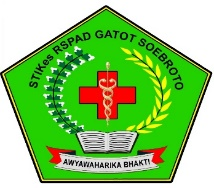 STIKes RSPAD GATOT SOEBROTO
AWYAWAHARIKA BHAKTI